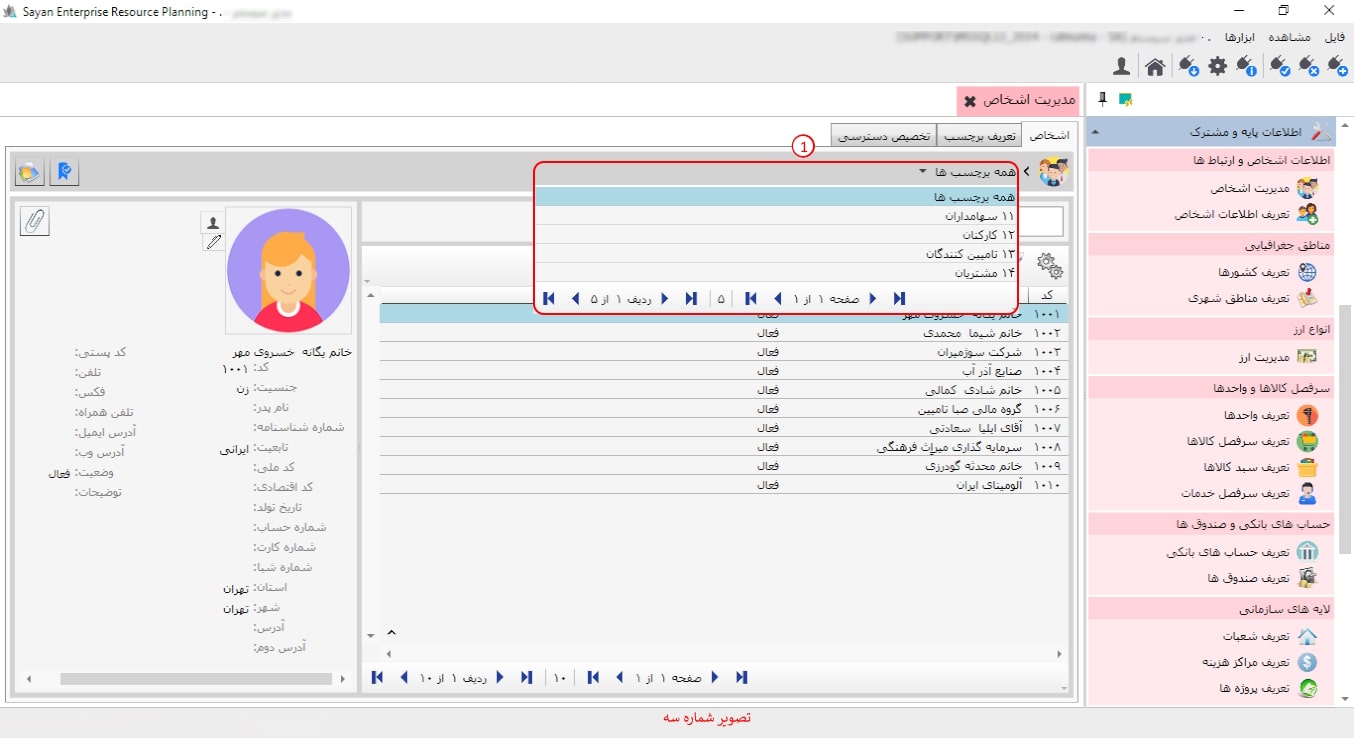 Sayan Enterprise Resource Planning - .
فایل مشاهده ابزارها
مدیریت اشخاص
اشخاص تعریف برچسب تخصیص دسترسی
1
همه برچسب ها
همه برچسب ها
۱۱ سهامداران
۱۲ کارکنان
۱۳ تامیین کنندگان
۱۴ مشتریان
صفحه ۱ از ۱
۵
ردیف ۱ از ۵
کد
۱۰۰۱ خانم یگانه خسروی مهر فعال
۱۰۰۲ خانم شیما محمدی فعال
۱۰۰۳ شرکت سوزمیران فعال
۱۰۰۴ صنایع آذر آب فعال
۱۰۰۵ خانم شادی کمالی فعال
۱۰۰۶ گروه مالی صبا تامیین فعال
۱۰۰۷ آقای ایلیا سعادتی فعال
۱۰۰۸ سرمایه گذاری میراث فرهنگی فعال
۱۰۰۹ خانم محدثه گودرزی فعال
۱۰۱۰ آلومینای ایران فعال
صفحه ۱ از ۱
۱۰
ردیف ۱ از ۱۰
خانم یگانه خسروی مهر
کد: ۱۰۰۱
جنسیت: زن
نام پدر:
شماره شناسنامه:
تابعیت: ایرانی
کد ملی:
کد اقتصادی:
تاریخ تولد:
شماره حساب:
شماره کارت:
شماره شبا:
استان: تهران
شهر: تهران
آدرس:
آدرس دوم:
کد پستی:
تلفن:
فکس:
تلفن همراه:
آدرس ایمیل:
آدرس وب:
وضعیت: فعال
توضیحات:
اطلاعات پایه و مشترک
اطلاعات اشخاص و ارتباط ها
مدیریت اشخاص
تعریف اطلاعات اشخاص
مناطق جغرافیایی
تعریف کشورها
تعریف مناطق شهری
انواع ارز
مدیریت ارز
سرفصل کالاها و واحدها
تعریف واحدها
تعریف سرفصل کالاها
تعریف سبد کالاها
تعریف سرفصل خدمات
حساب های بانکی و صندوق ها
تعریف حساب های بانکی
تعریف صندوق ها
لایه های سازمانی
تعریف شعبات
تعریف مراکز هزینه
تعریف پروژه ها
تصویر شماره سه